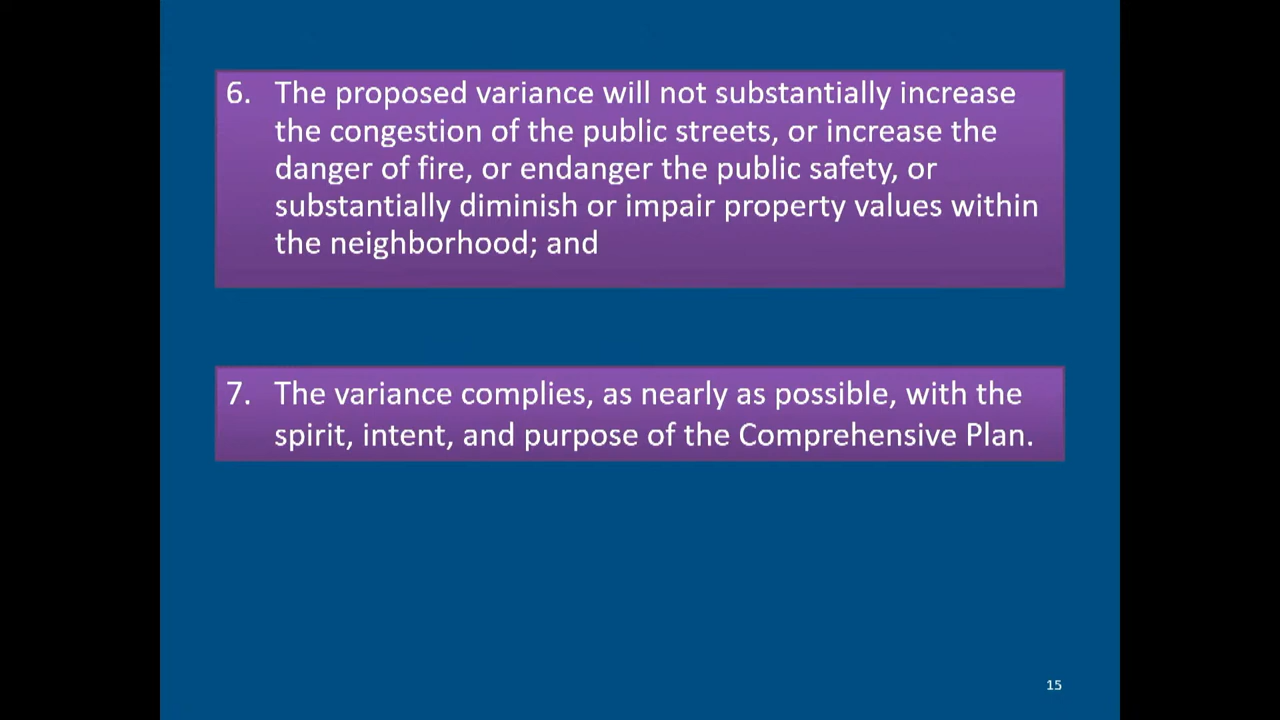 6. The proposed variance will not substantially increase
the congestion of the public streets, or increase the
danger of fire, or endanger the public safety, or
substantially diminish or impair property values within
the neighborhood; and
7. The variance complies, as nearly as possible, with the
spirit, intent, and purpose of the Comprehensive Plan.
15